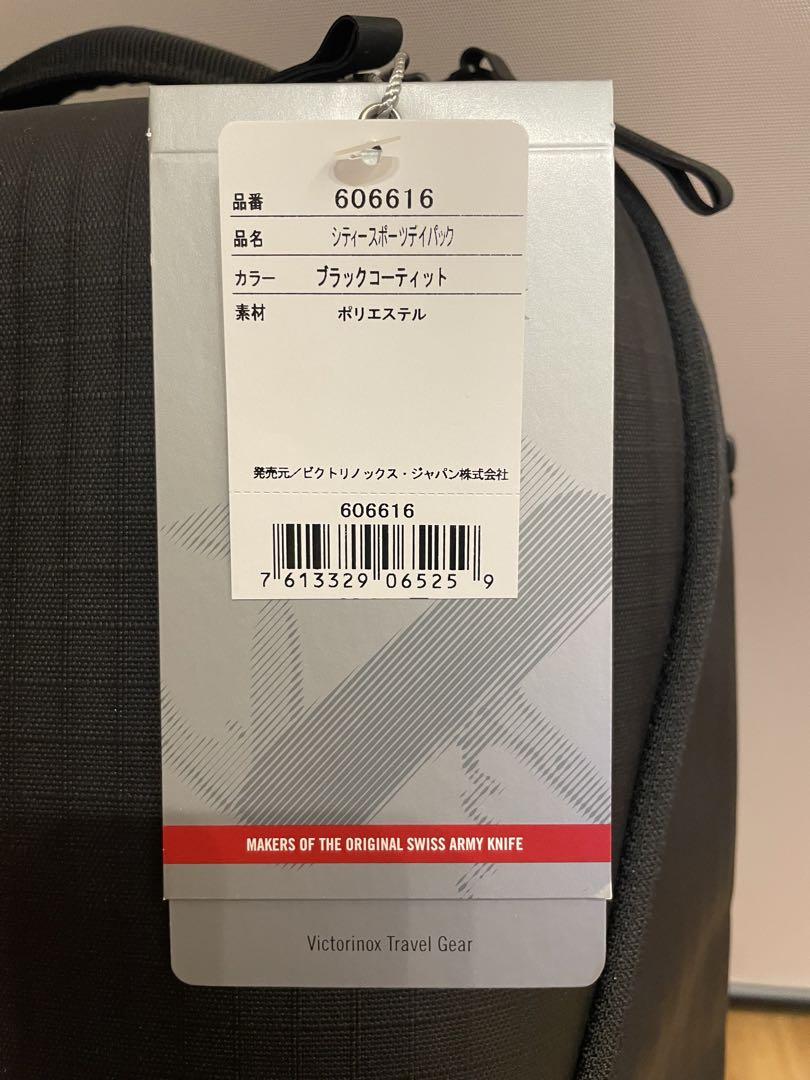 品番 606616
品名 シティースポーツデイパック
カラー ブラックコーティット
素材 ポリエステル
発売元／ビクトリノックス・ジャパン株式会社
606616
7 613329 06525 9
MAKERS OF THE ORIGINAL SWISS ARMY KNIFE
Victorinox Travel Gear